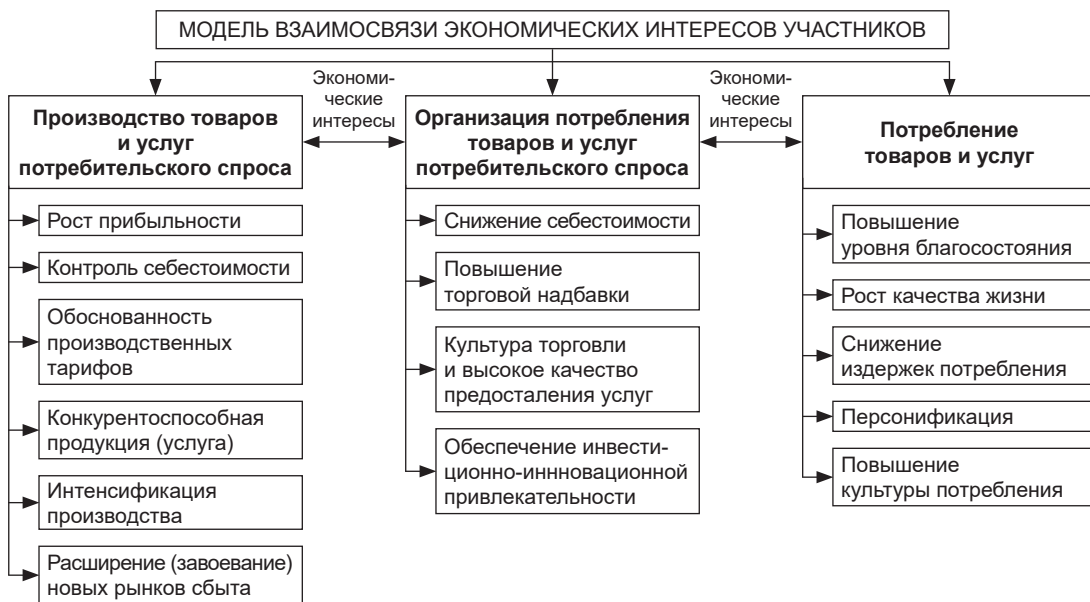 МОДЕЛЬ ВЗАИМОСВЯЗИ ЭКОНОМИЧЕСКИХ ИНТЕРЕСОВ УЧАСТНИКОВ
Производство товаров
и услуг
потребительского спроса
Экономи-
ческие
интересы
Организация потребления
товаров и услуг
потребительского спроса
Экономи-
ческие
интересы
Потребление
товаров и услуг
Рост прибыльности
Контроль себестоимости
Обоснованность
производственных
тарифов
Конкурентоспособная
продукция (услуга)
Интенсификация
производства
Расширение (завоевание)
новых рынков сбыта
Снижение себестоимости
Повышение
торговой надбавки
Культура торговли
и высокое качество
предосталения услуг
Обеспечение инвести-
ционно-иннновационной
привлекательности
Повышение
уровня благосостояния
Рост качества жизни
Снижение
издержек потребления
Персонификация
Повышение
культуры потребления